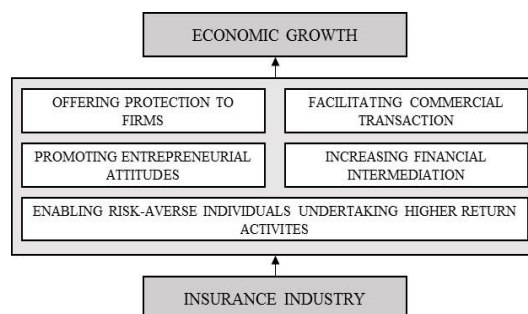 ECONOMIC GROWTH
OFFERING PROTECTION TO
FIRMS
FACILITATING COMMERCIAL
TRANSACTION
PROMOTING ENTREPRENEURIAL
ATTITUDES
INCREASING FINANCIAL
INTERMEDIATION
ENABLING RISK-AVERSE INDIVIDUALS UNDERTAKING HIGHER RETURN
ACTIVITES
INSURANCE INDUSTRY